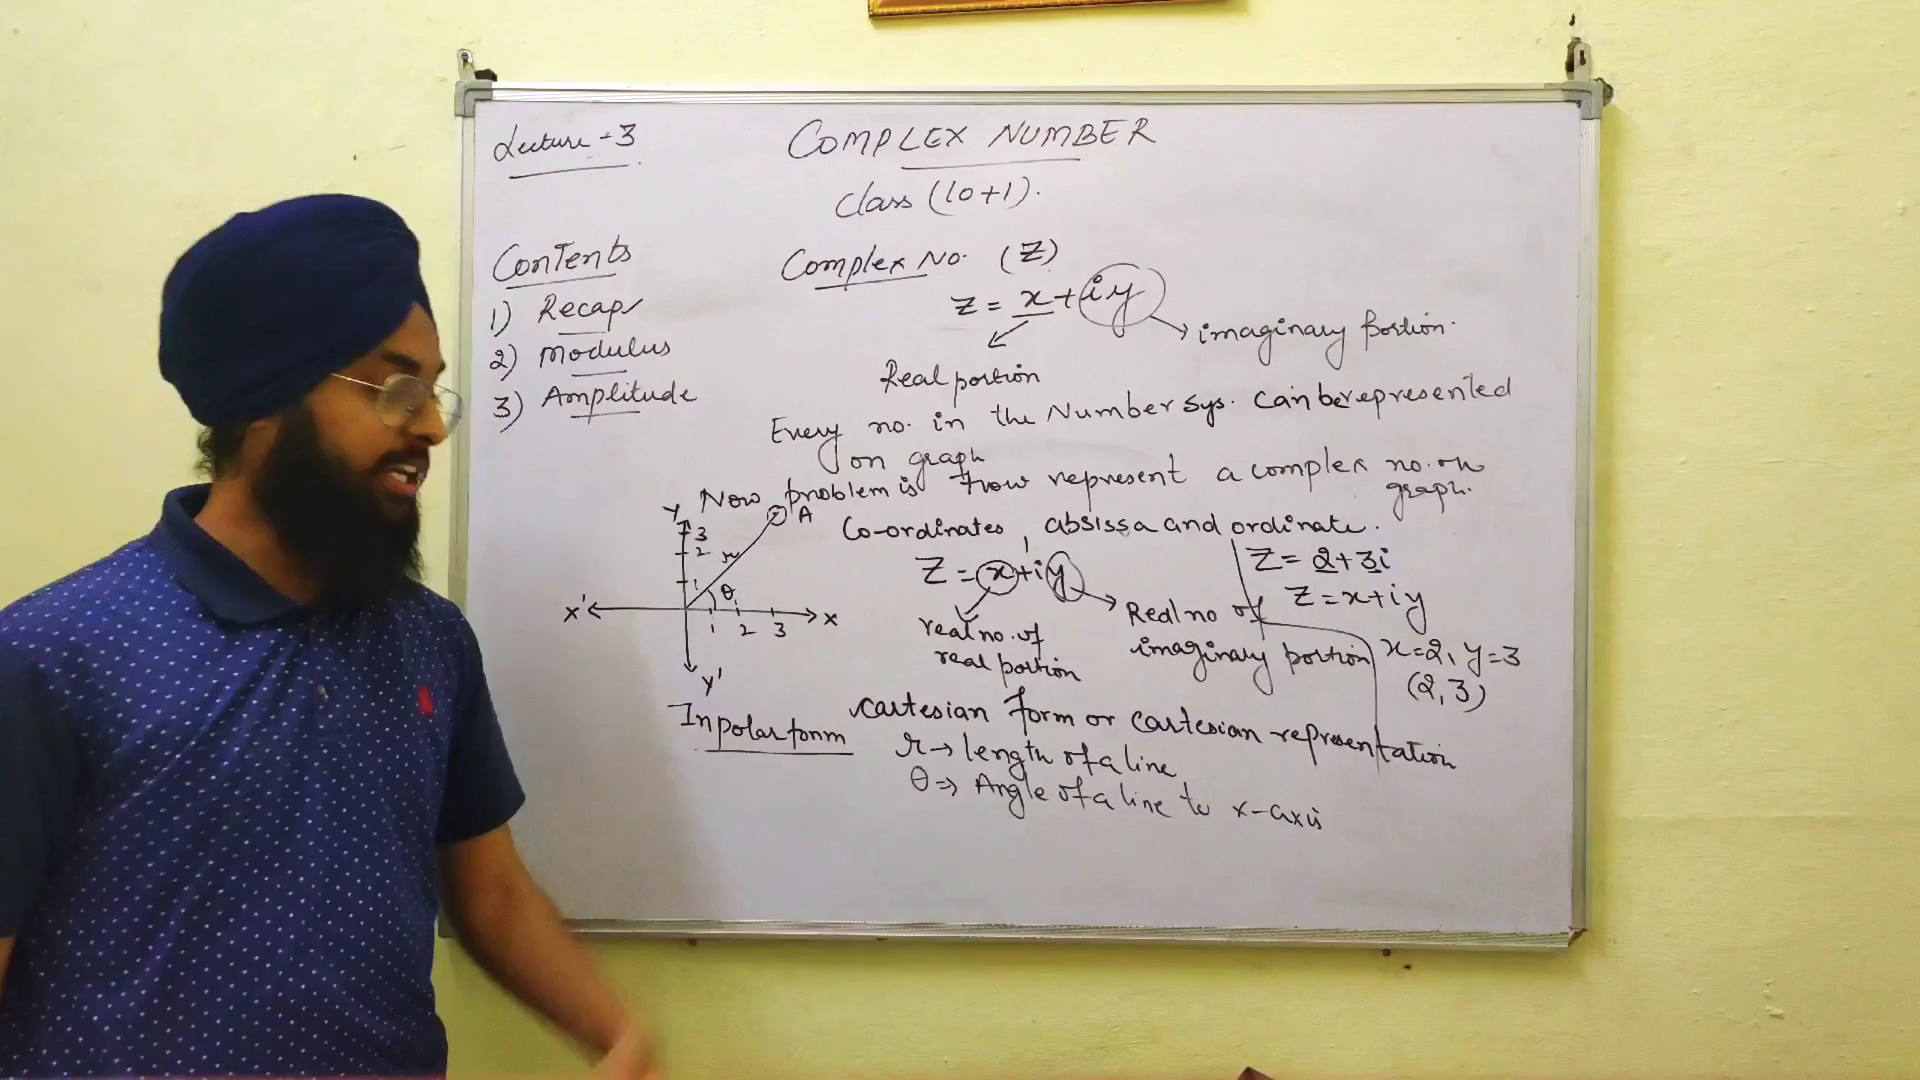 Lecture - 3
COMPLEX NUMBER
Class (10+1).
Contents
1) Recap
2) Modulus
3) Amplitude
Complex No. (Z)
Z = x + iy
imaginary portion.
Real portion
Every no. in the Number sys. can be represented
on graph
Now problem is how represent a complex no. on
graph.
Co-ordinates, absissa and ordinate.
Y
3
2
1
A
r
θ
X'
X
1 2 3
Y'
Z = x + iy
real no. of
real portion
Real no of
imaginary portion
Z = 2 + 3i
Z = x + iy
x = 2, y = 3
(2, 3)
cartesian form or cartesian representation
In polar form
r → length of a line
θ ⇒ Angle of a line to x-axis